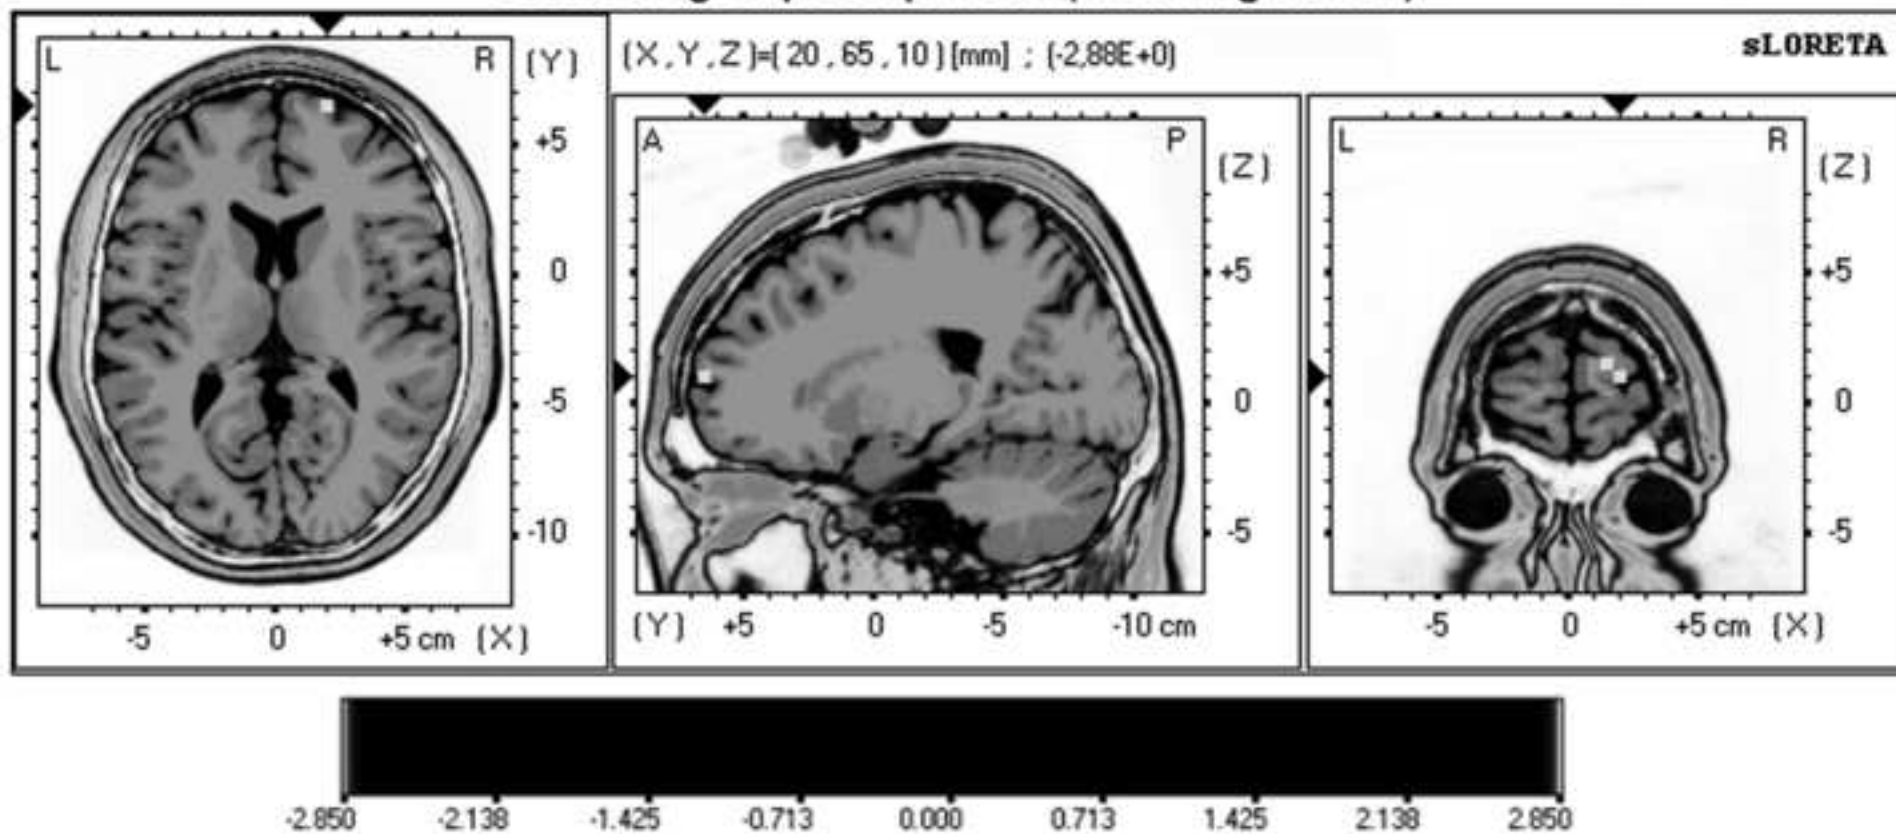 (X,Y,Z)=(20,65,10)[mm] ; (-2,88E+0)
sLORETA
L R (Y)
+5
0
-5
-10
-5 0 +5 cm (X)
A P (Z)
+5
0
-5
(Y) +5 0 -5 -10 cm
L R (Z)
+5
0
-5
-5 0 +5 cm (X)
-2.850 -2.138 -1.425 -0.713 0.000 0.713 1.425 2.138 2.850